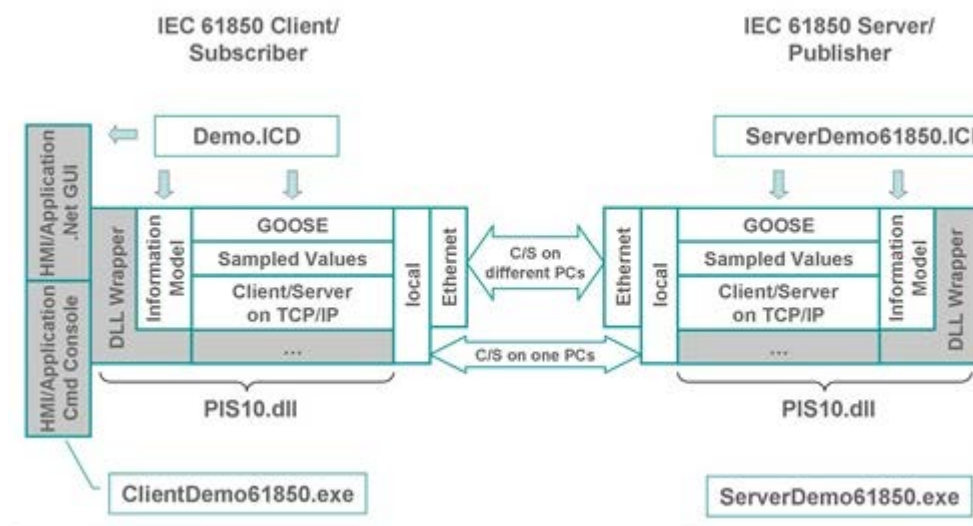 IEC 61850 Client/
Subscriber
IEC 61850 Server/
Publisher
Demo.ICD
ServerDemo61850.IC
HMI/Application
.Net GUI
HMI/Application
Cmd Console
DLL Wrapper
Information
Model
GOOSE
Sampled Values
Client/Server
on TCP/IP
...
local
Ethernet
C/S on
different PCs
C/S on one PCs
Ethernet
local
GOOSE
Sampled Values
Client/Server
on TCP/IP
...
Information
Model
DLL Wrapper
PIS10.dll
PIS10.dll
ClientDemo61850.exe
ServerDemo61850.exe